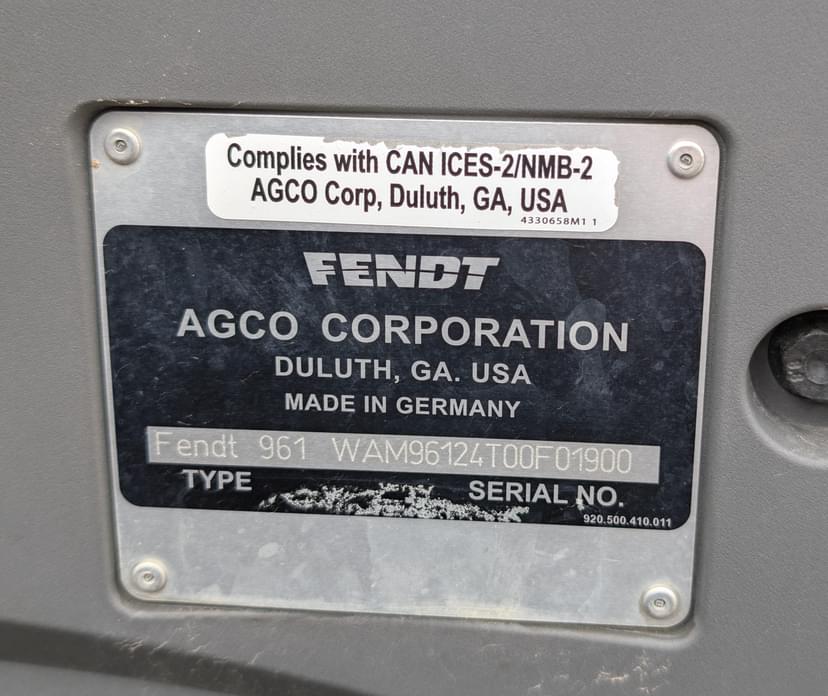 Complies with CAN ICES-2/NMB-2
AGCO Corp, Duluth, GA, USA
4330658M1 1
FENDT
AGCO CORPORATION
DULUTH, GA. USA
MADE IN GERMANY
Fendt 961 WAM96124T00F01900
TYPE SERIAL NO.
920.500.410.011